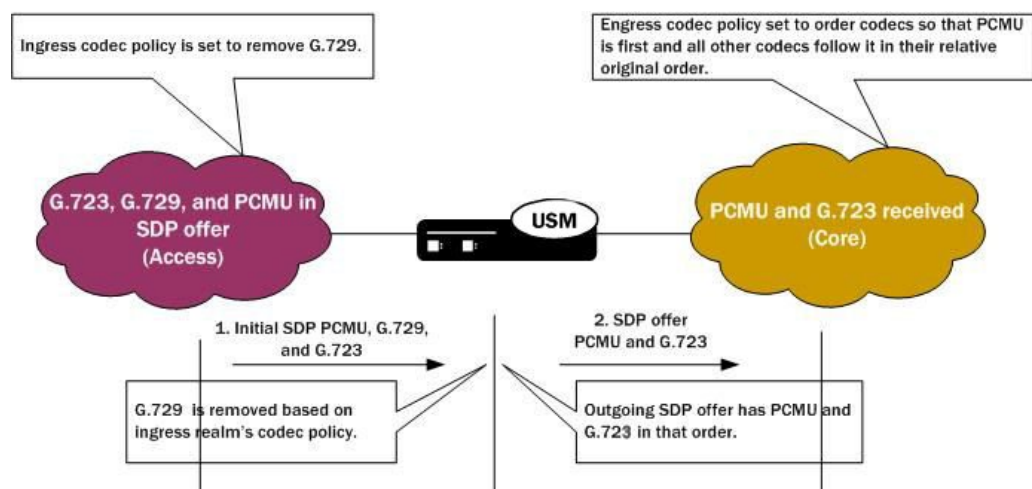 Ingress codec policy is set to remove G.729.
Engress codec policy set to order codecs so that PCMU
is first and all other codecs follow it in their relative
original order.
G.723, G.729, and PCMU in
SDP offer
(Access)
USM
PCMU and G.723 received
(Core)
1. Initial SDP PCMU, G.729,
and G.723
2. SDP offer
PCMU and G.723
G.729 is removed based on
ingress realm's codec policy.
Outgoing SDP offer has PCMU and
G.723 in that order.